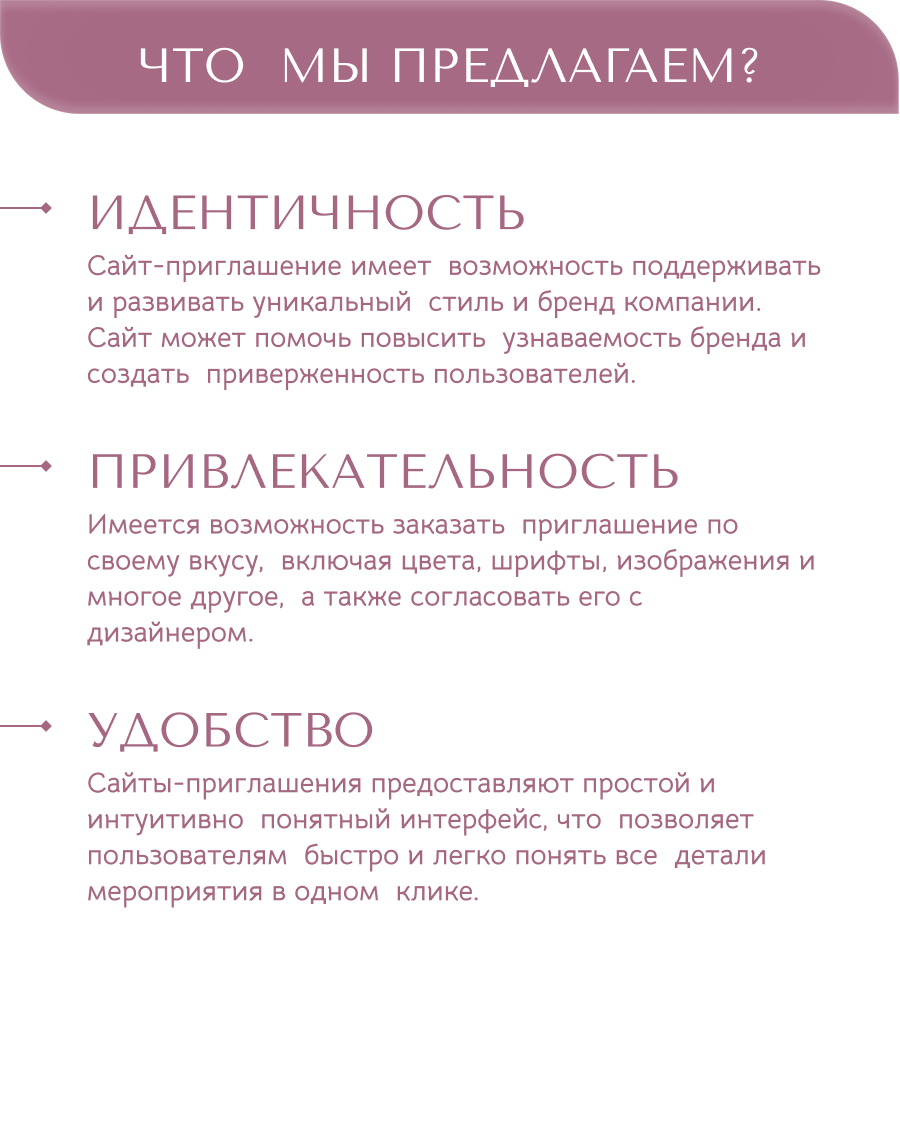 ЧТО  МЫ ПРЕДЛАГАЕМ?
ИДЕНТИЧНОСТЬ
Сайт-приглашение имеет  возможность поддерживать
и развивать уникальный  стиль и бренд компании.
Сайт может помочь повысить  узнаваемость бренда и
создать  приверженность пользователей.
ПРИВЛЕКАТЕЛЬНОСТЬ
Имеется возможность заказать  приглашение по
своему вкусу,  включая цвета, шрифты, изображения и
многое другое,  а также согласовать его с
дизайнером.
УДОБСТВО
Сайты-приглашения предоставляют простой и
интуитивно  понятный интерфейс, что  позволяет
пользователям  быстро и легко понять все  детали
мероприятия в одном  клике.